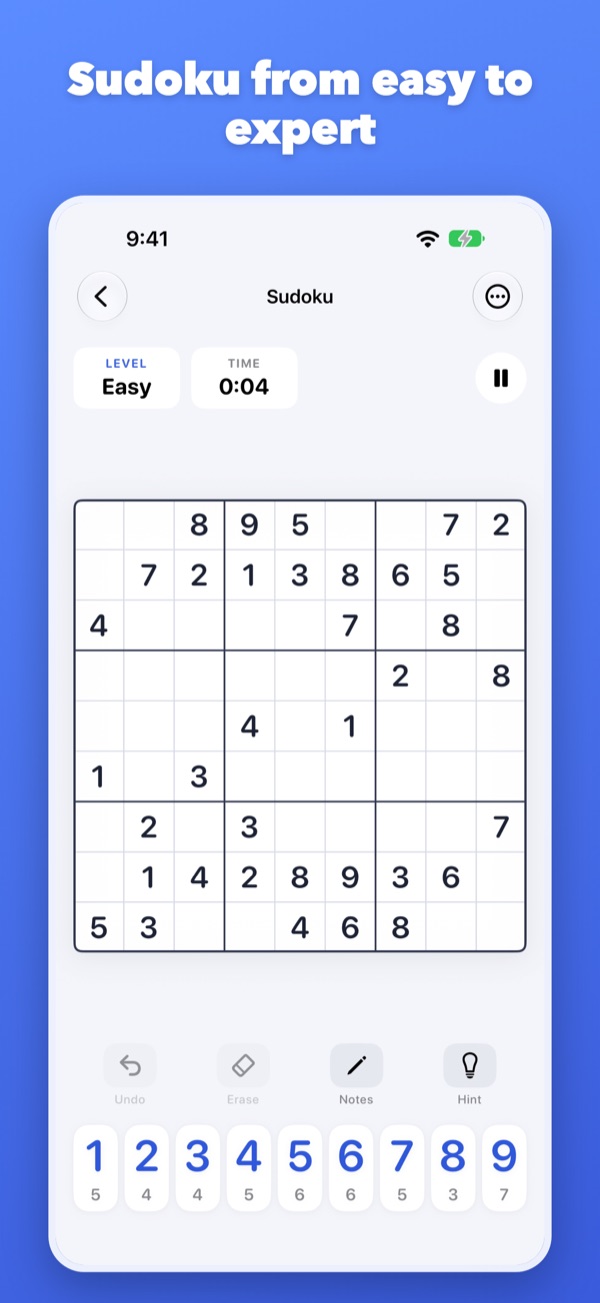 Sudoku from easy to
expert
9:41
Sudoku
LEVEL
Easy
TIME
0:04
8 9 5 7 2
7 2 1 3 8 6 5
4 7 8
2 8
4 1
1 3
2 3 7
1 4 2 8 9 3 6
5 3 4 6 8
Undo Erase Notes Hint
1 2 3 4 5 6 7 8 9
5 4 4 5 6 6 5 3 7